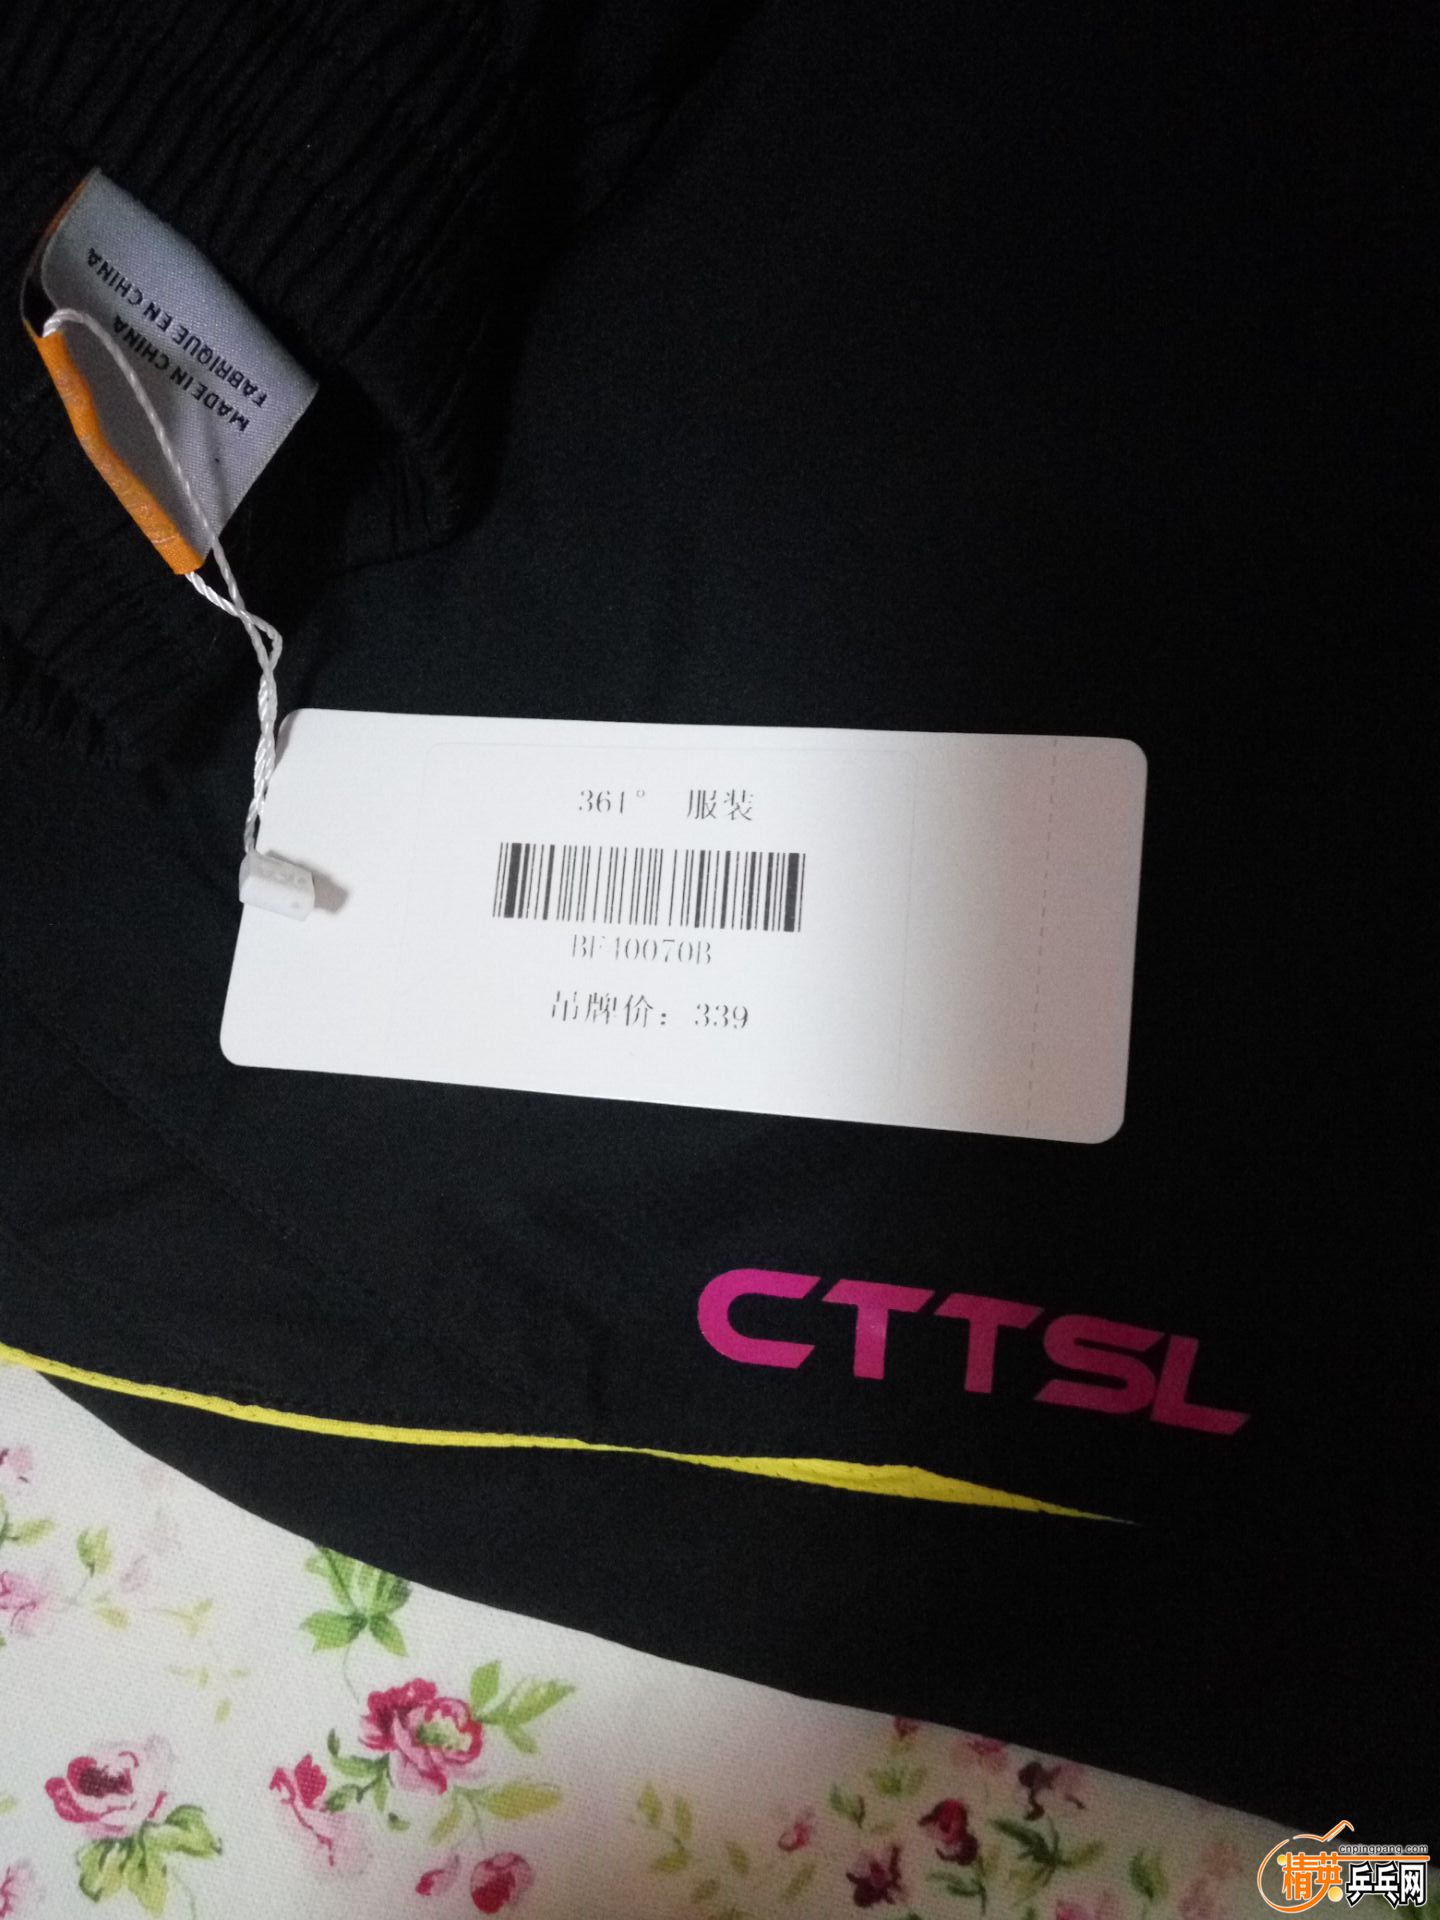 MADE IN CHINA
FABRIQUE EN CHINA
361° 服装
BF40070B
吊牌价：339
CTTSL
cnpingpang.com
精英乒乓网